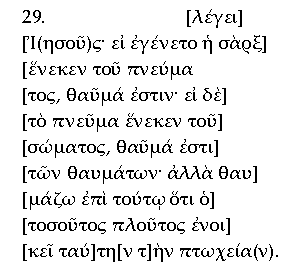 29. [λέγει]
[Ἰ(ησοῦ)ς· εἰ ἐγένετο ἡ σὰρξ]
[ἕνεκεν τοῦ πνεύμα
[τος, θαῦμά ἐστιν· εἰ δὲ]
[τὸ πνεῦμα ἕνεκεν τοῦ]
[σώματος, θαῦμά ἐστι]
[τῶν θαυμάτων· ἀλλὰ θαυ]
[μάζω ἐπὶ τούτῳ ὅτι ὁ]
[τοσοῦτος πλοῦτος ἐνοι]
[κεῖ ταύ]τη[ν τ]ὴν πτωχεία(ν).